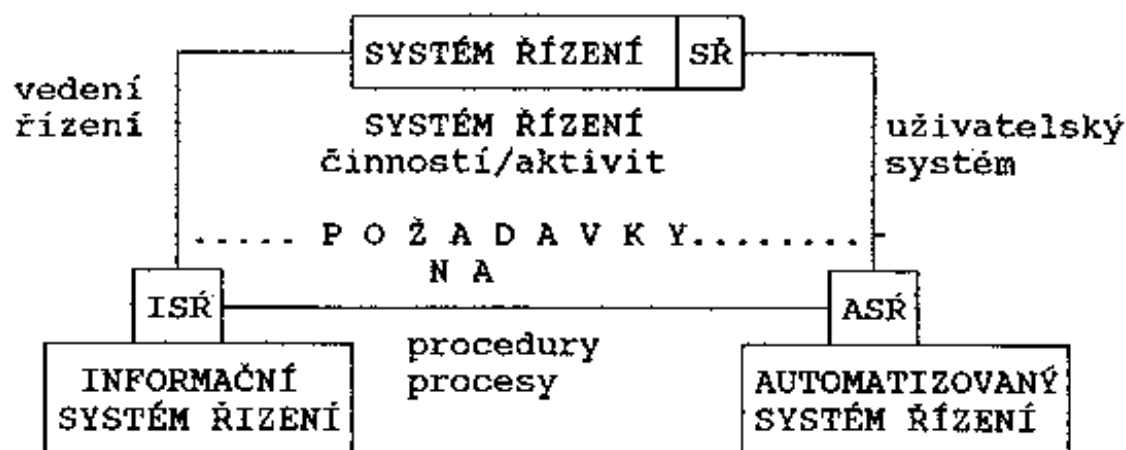 SYSTÉM ŘÍZENÍ SŘ
vedení
řízení
SYSTÉM ŘÍZENÍ
činností/aktivit
uživatelský
systém
..... P O Ž A D A V K Y........
N A
ISŘ
ASŘ
procedury
procesy
INFORMAČNÍ
SYSTÉM ŘIZENÍ
AUTOMATIZOVANÝ
SYSTÉM ŘÍZENÍ